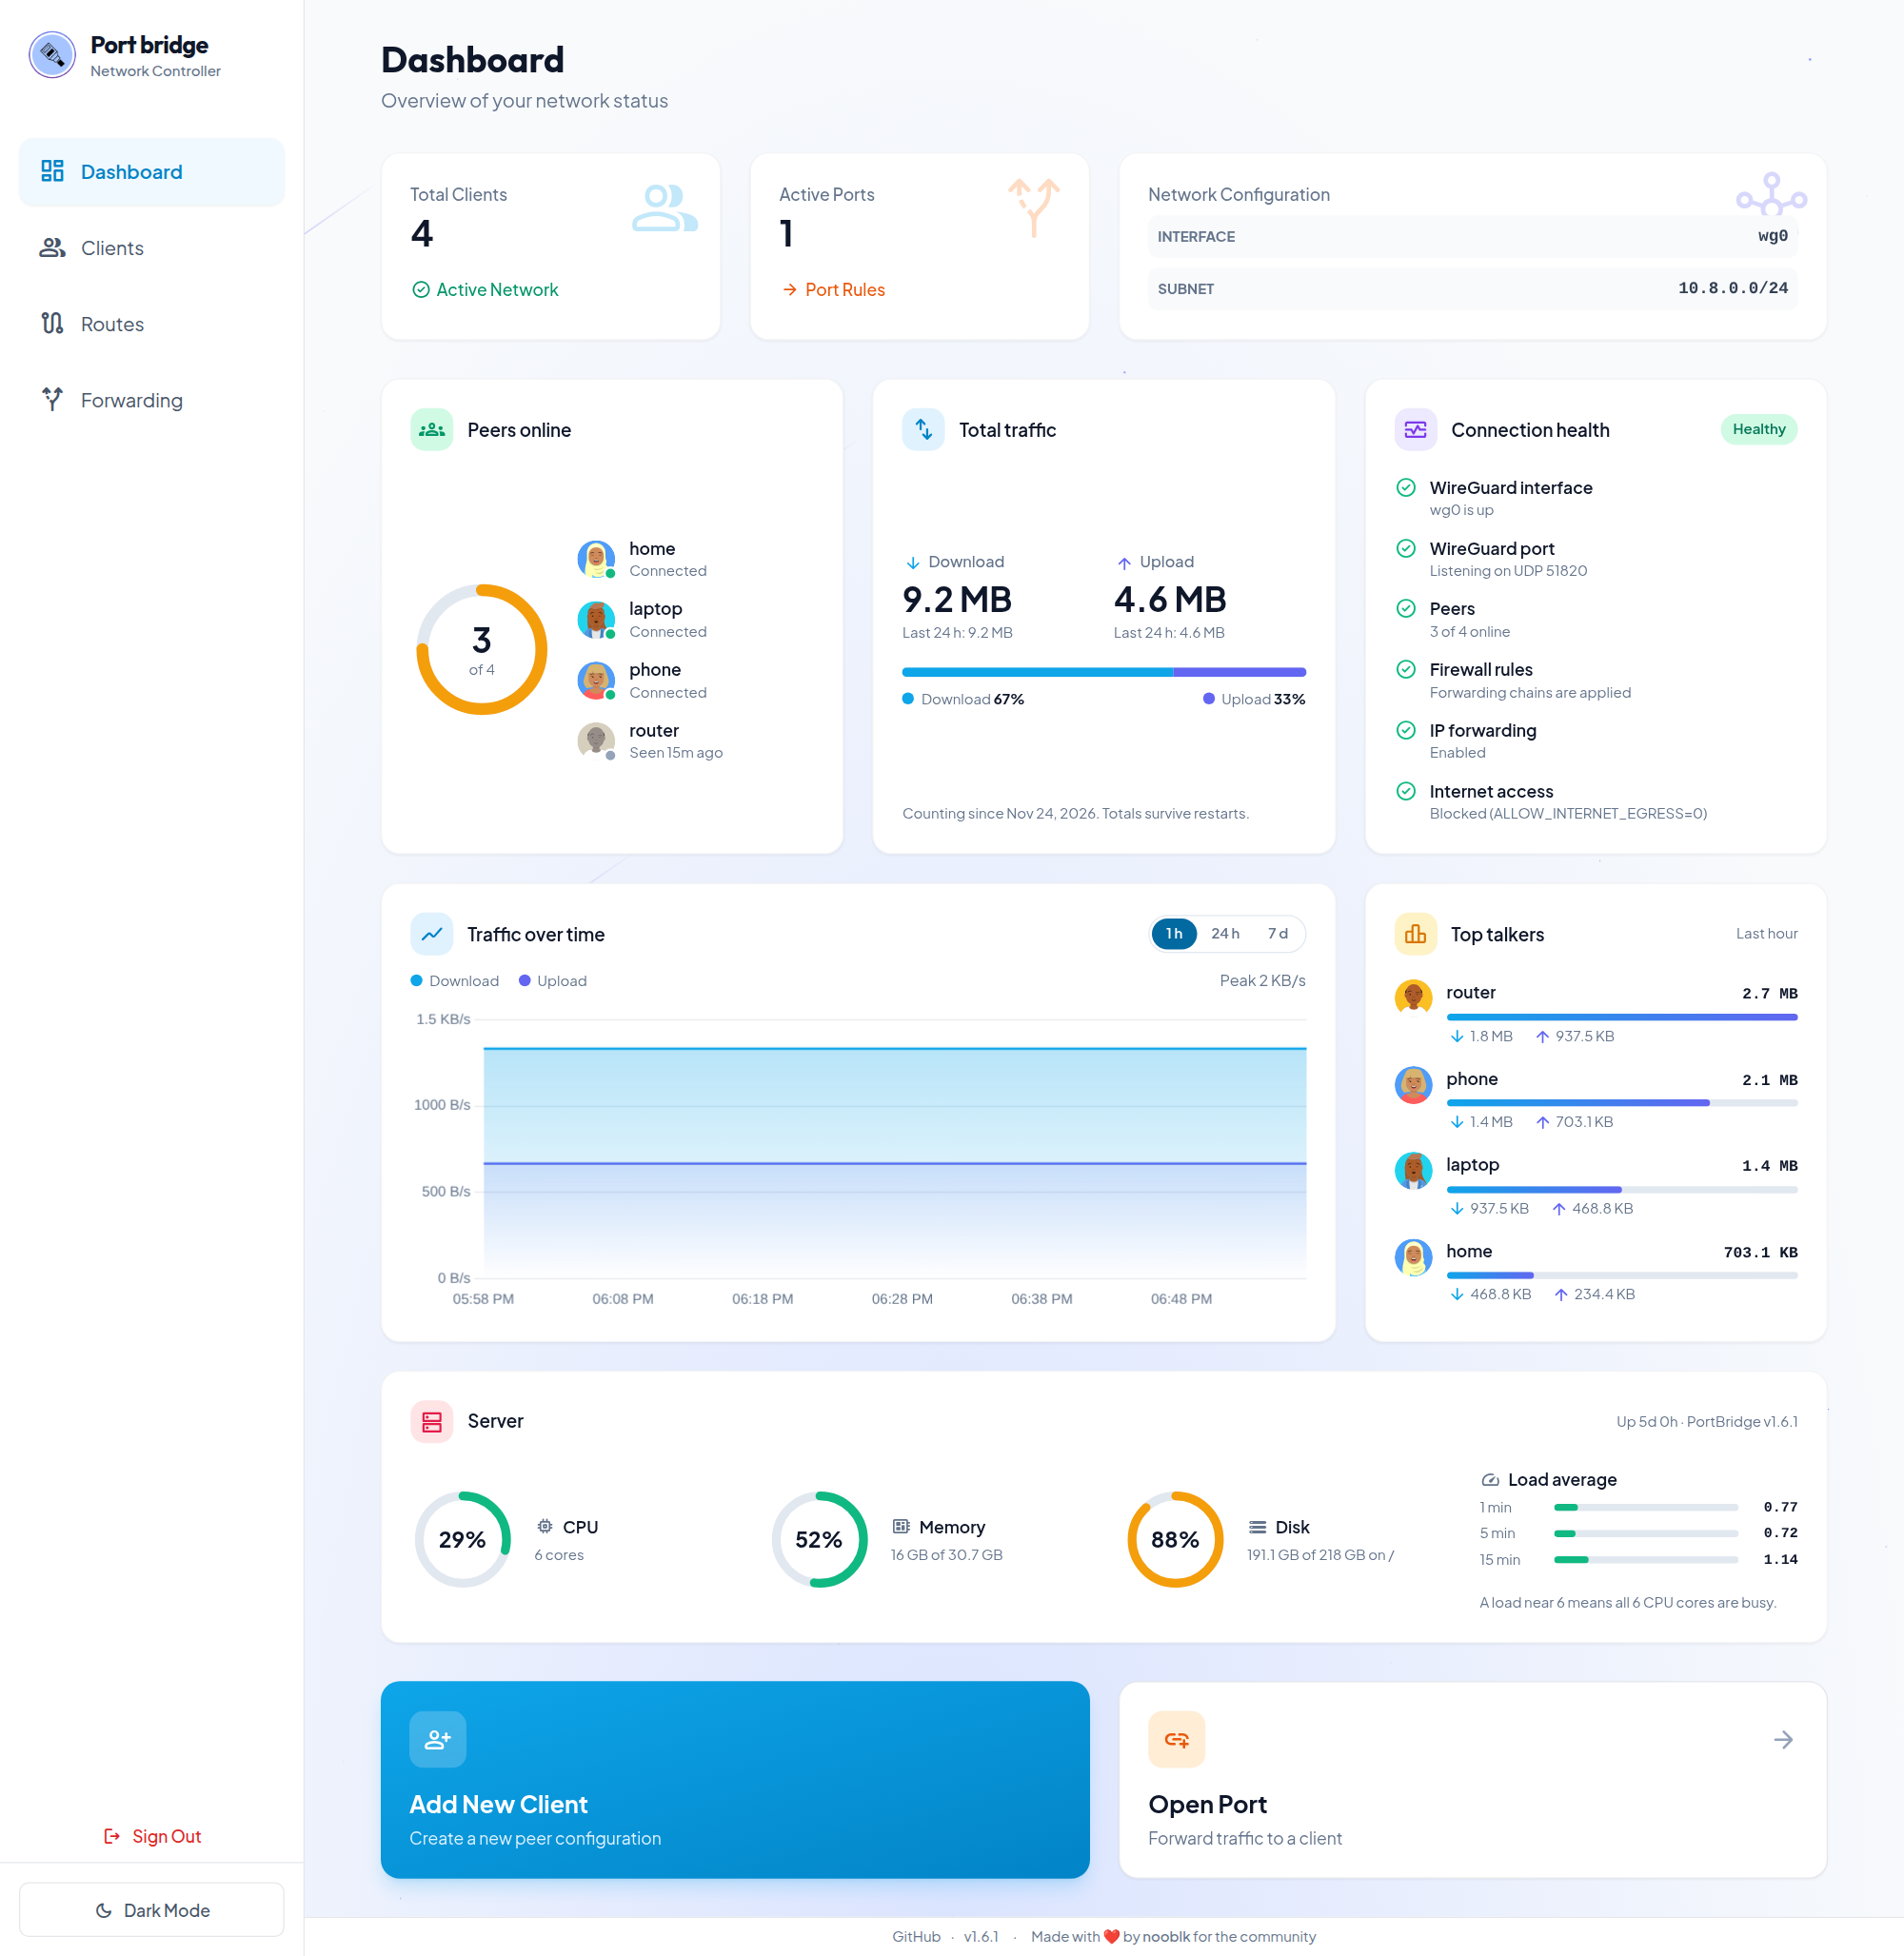 Port bridge
Network Controller
Dashboard
Clients
Routes
Forwarding
Sign Out
Dark Mode
Dashboard
Overview of your network status
Total Clients
4
Active Network
Active Ports
1
Port Rules
Network Configuration
INTERFACE wg0
SUBNET 10.8.0.0/24
Peers online
3
of 4
home
Connected
laptop
Connected
phone
Connected
router
Seen 15m ago
Total traffic
Download
9.2 MB
Last 24 h: 9.2 MB
Upload
4.6 MB
Last 24 h: 4.6 MB
Download 67%
Upload 33%
Counting since Nov 24, 2026. Totals survive restarts.
Connection health
Healthy
WireGuard interface
wg0 is up
WireGuard port
Listening on UDP 51820
Peers
3 of 4 online
Firewall rules
Forwarding chains are applied
IP forwarding
Enabled
Internet access
Blocked (ALLOW_INTERNET_EGRESS=0)
Traffic over time
1 h 24 h 7 d
Download Upload
Peak 2 KB/s
1.5 KB/s
1000 B/s
500 B/s
0 B/s
05:58 PM 06:08 PM 06:18 PM 06:28 PM 06:38 PM 06:48 PM
Top talkers
Last hour
router 2.7 MB
1.8 MB 937.5 KB
phone 2.1 MB
1.4 MB 703.1 KB
laptop 1.4 MB
937.5 KB 468.8 KB
home 703.1 KB
468.8 KB 234.4 KB
Server
Up 5d 0h · PortBridge v1.6.1
29%
CPU
6 cores
52%
Memory
16 GB of 30.7 GB
88%
Disk
191.1 GB of 218 GB on /
Load average
1 min 0.77
5 min 0.72
15 min 1.14
A load near 6 means all 6 CPU cores are busy.
Add New Client
Create a new peer configuration
Open Port
Forward traffic to a client
GitHub · v1.6.1 · Made with ❤️ by nooblk for the community